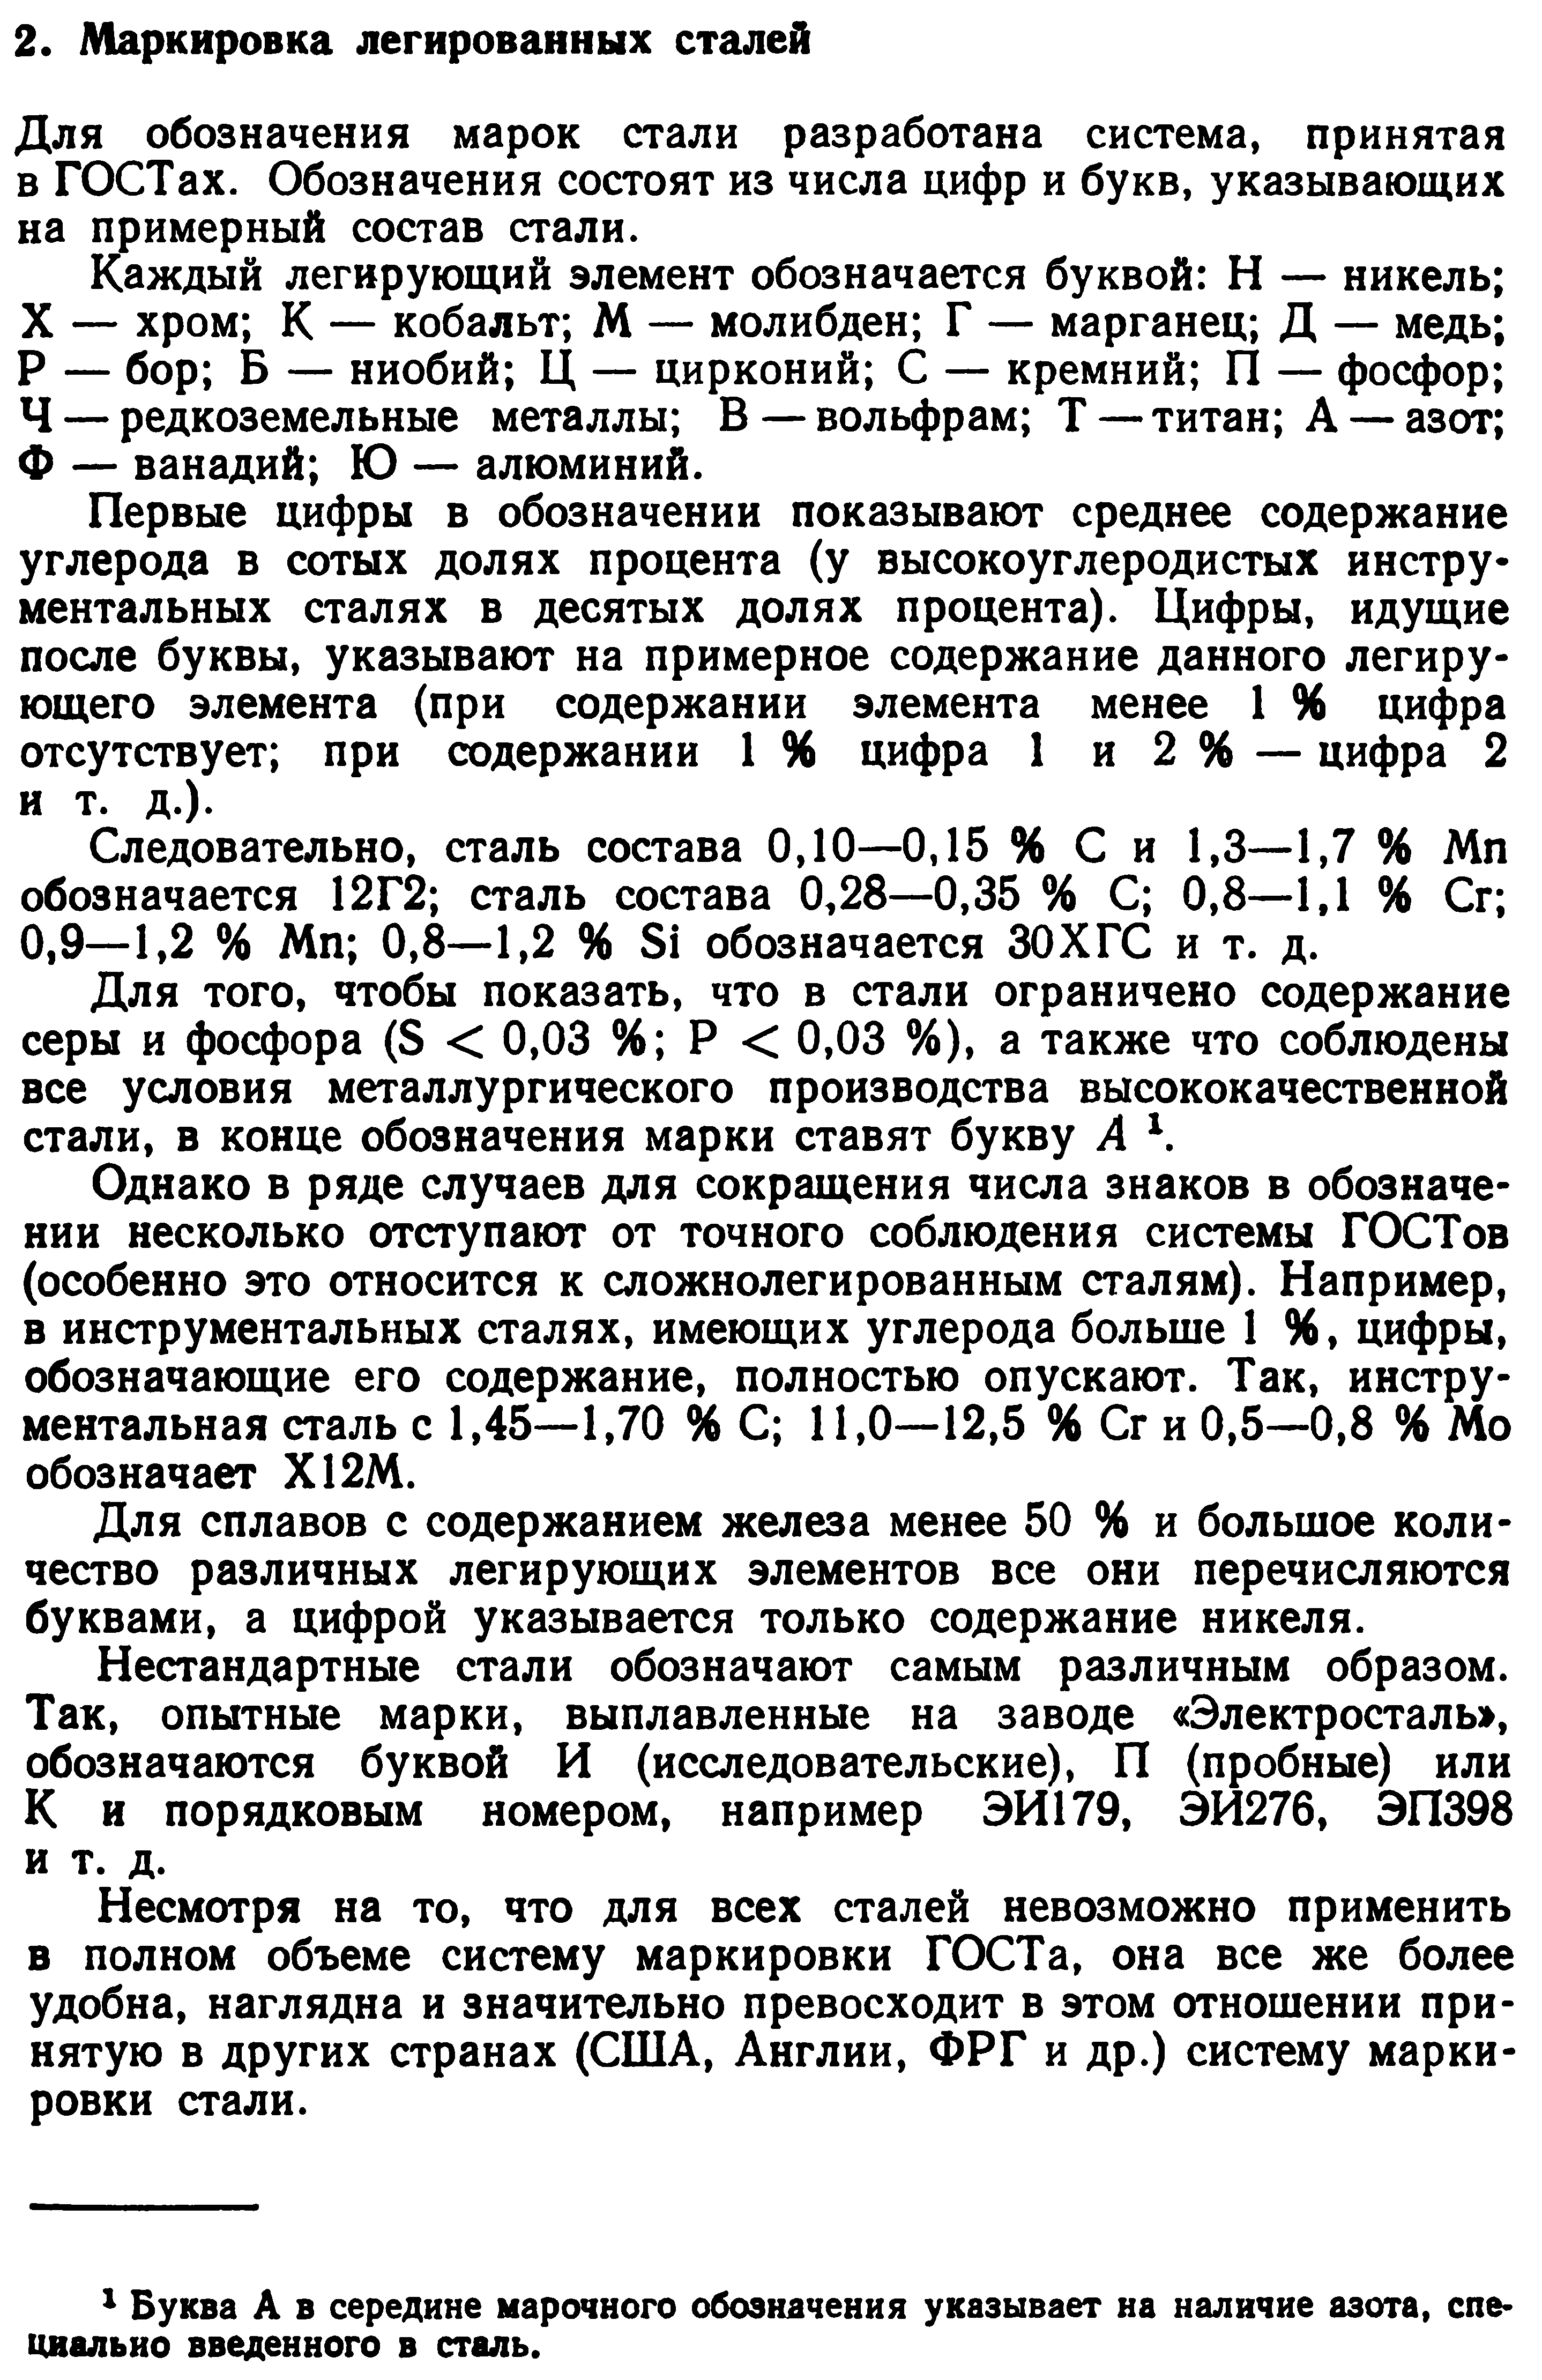 2. Маркировка легированных сталей
Для обозначения марок стали разработана система, принятая
в ГОСТах. Обозначения состоят из числа цифр и букв, указывающих
на примерный состав стали.
Каждый легирующий элемент обозначается буквой: Н — никель;
Х — хром; К — кобальт; М — молибден; Г — марганец; Д — медь;
Р — бор; Б — ниобий; Ц — цирконий; С — кремний; П — фосфор;
Ч — редкоземельные металлы; В — вольфрам; Т — титан; А — азот;
Ф — ванадий; Ю — алюминий.
Первые цифры в обозначении показывают среднее содержание
углерода в сотых долях процента (у высокоуглеродистых инстру-
ментальных сталях в десятых долях процента). Цифры, идущие
после буквы, указывают на примерное содержание данного легиру-
ющего элемента (при содержании элемента менее 1 % цифра
отсутствует; при содержании 1 % цифра 1 и 2 % — цифра 2
и т. д.).
Следовательно, сталь состава 0,10—0,15 % С и 1,3—1,7 % Mn
обозначается 12Г2; сталь состава 0,28—0,35 % С; 0,8—1,1 % Cr;
0,9—1,2 % Mn; 0,8—1,2 % Si обозначается 30ХГС и т. д.
Для того, чтобы показать, что в стали ограничено содержание
серы и фосфора (S < 0,03 %; P < 0,03 %), а также что соблюдены
все условия металлургического производства высококачественной
стали, в конце обозначения марки ставят букву А ¹.
Однако в ряде случаев для сокращения числа знаков в обозначе-
нии несколько отступают от точного соблюдения системы ГОСТов
(особенно это относится к сложнолегированным сталям). Например,
в инструментальных сталях, имеющих углерода больше 1 %, цифры,
обозначающие его содержание, полностью опускают. Так, инстру-
ментальная сталь с 1,45—1,70 % С; 11,0—12,5 % Cr и 0,5—0,8 % Mo
обозначает Х12М.
Для сплавов с содержанием железа менее 50 % и большое коли-
чество различных легирующих элементов все они перечисляются
буквами, а цифрой указывается только содержание никеля.
Нестандартные стали обозначают самым различным образом.
Так, опытные марки, выплавленные на заводе «Электросталь»,
обозначаются буквой И (исследовательские), П (пробные) или
К и порядковым номером, например ЭИ179, ЭИ276, ЭП398
и т. д.
Несмотря на то, что для всех сталей невозможно применить
в полном объеме систему маркировки ГОСТа, она все же более
удобна, наглядна и значительно превосходит в этом отношении при-
нятую в других странах (США, Англии, ФРГ и др.) систему марки-
ровки стали.
¹ Буква А в середине марочного обозначения указывает на наличие азота, спе-
циально введенного в сталь.